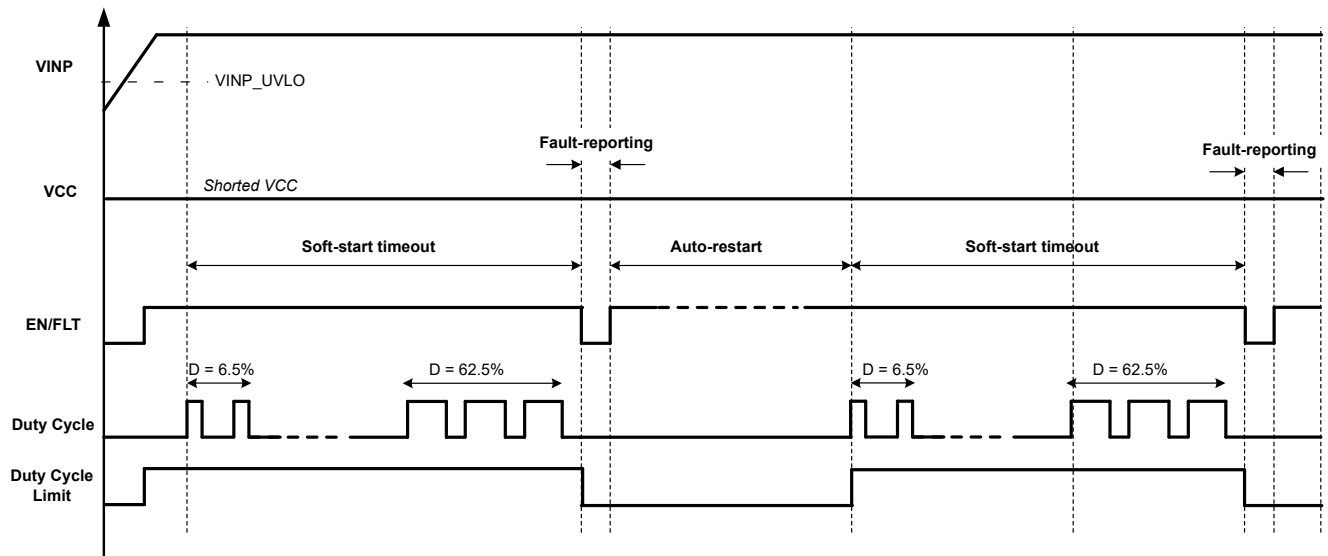 VINP
VINP_UVLO
Fault-reporting
Fault-reporting
VCC
Shorted VCC
Soft-start timeout
Auto-restart
Soft-start timeout
EN/FLT
D = 6.5%
D = 62.5%
D = 6.5%
D = 62.5%
Duty Cycle
Duty Cycle
Limit